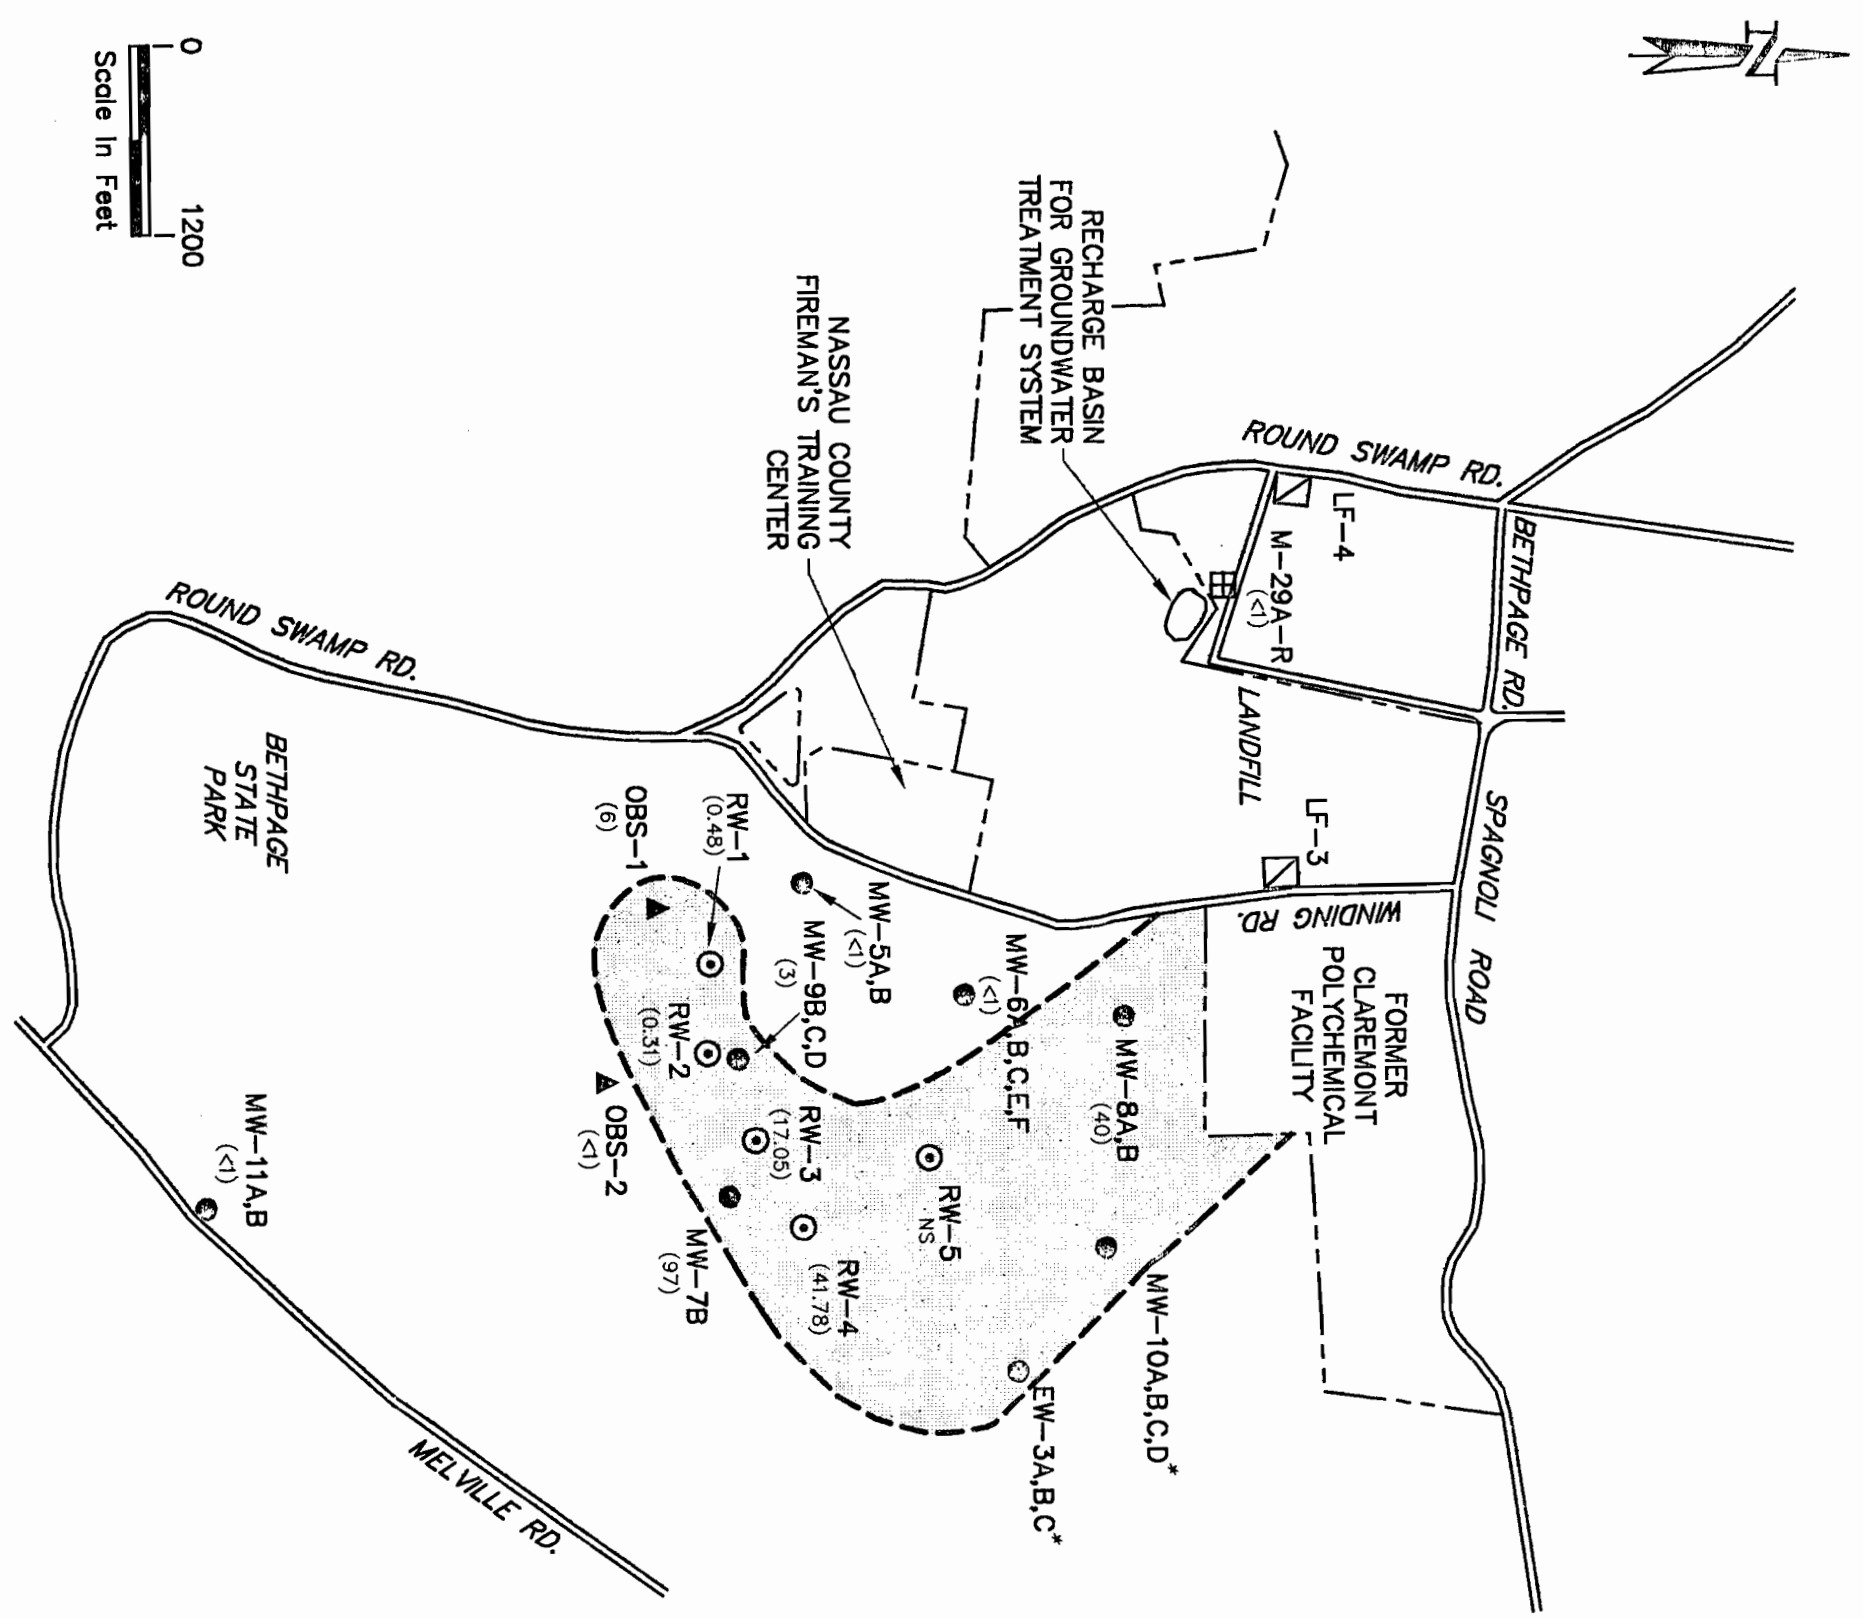 N
ROUND SWAMP RD.
BETHPAGE RD.
SPAGNOLI ROAD
LF-4
M-29A-R
(<1)
LANDFILL
LF-3
WINDING RD.
FORMER
CLAREMONT
POLYCHEMICAL
FACILITY
RECHARGE BASIN
FOR GROUNDWATER
TREATMENT SYSTEM
NASSAU COUNTY
FIREMAN'S TRAINING
CENTER
MW-8A,B
(40)
MW-10A,B,C,D*
EW-3A,B,C*
MW-6A,B,C,E,F
(<1)
RW-5
NS
MW-5A,B
(<1)
MW-9B,C,D
(3)
RW-4
(41.78)
RW-3
(17.05)
RW-1
(0.48)
RW-2
(0.31)
MW-7B
(97)
OBS-1
(6)
OBS-2
(<1)
ROUND SWAMP RD.
BETHPAGE
STATE
PARK
MW-11A,B
(<1)
MELVILLE RD.
0 1200
Scale In Feet